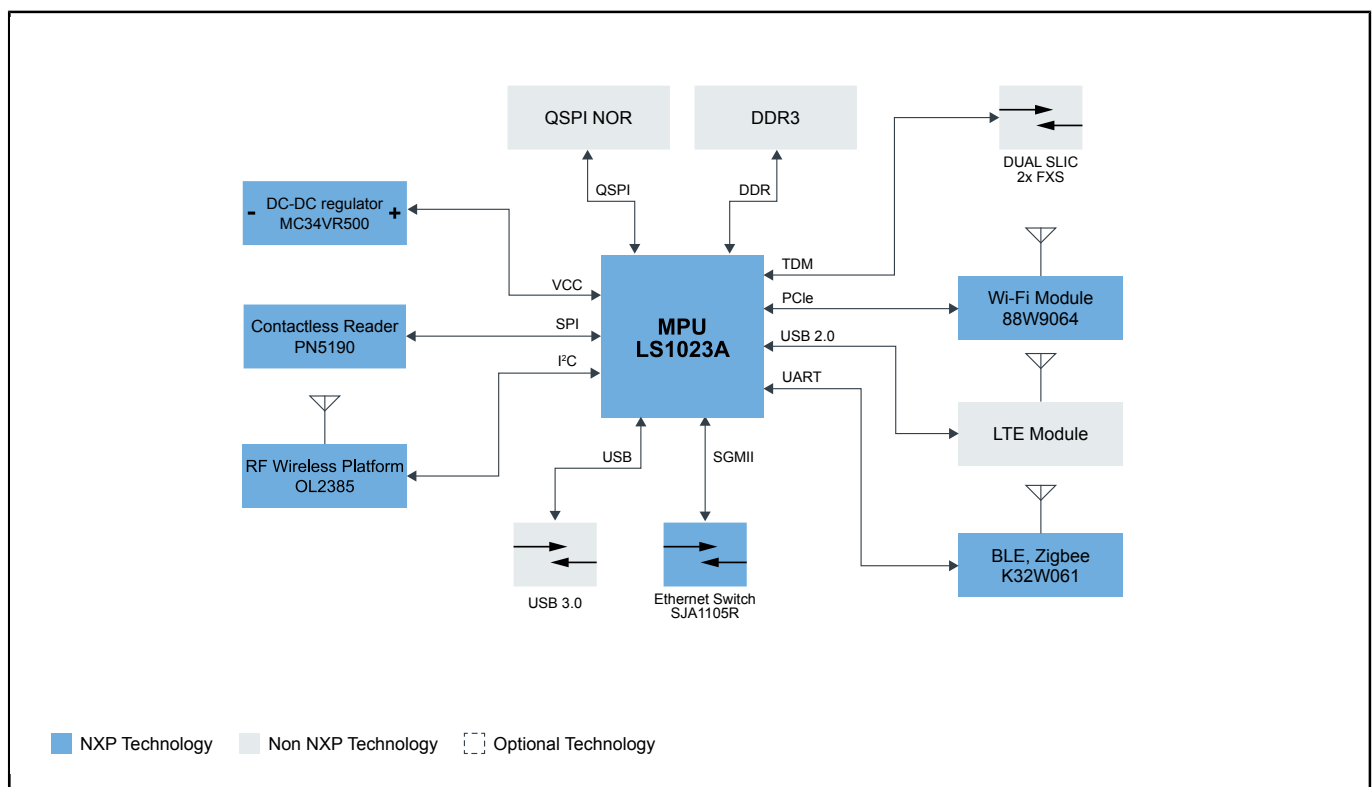 QSPI NOR
DDR3
DUAL SLIC
2x FXS
QSPI
DDR
- DC-DC regulator +
MC34VR500
TDM
VCC
PCIe
Wi-Fi Module
88W9064
Contactless Reader
PN5190
SPI
MPU
LS1023A
USB 2.0
I²C
UART
LTE Module
RF Wireless Platform
OL2385
USB
SGMII
BLE, Zigbee
K32W061
USB 3.0
Ethernet Switch
SJA1105R
NXP Technology
Non NXP Technology
Optional Technology